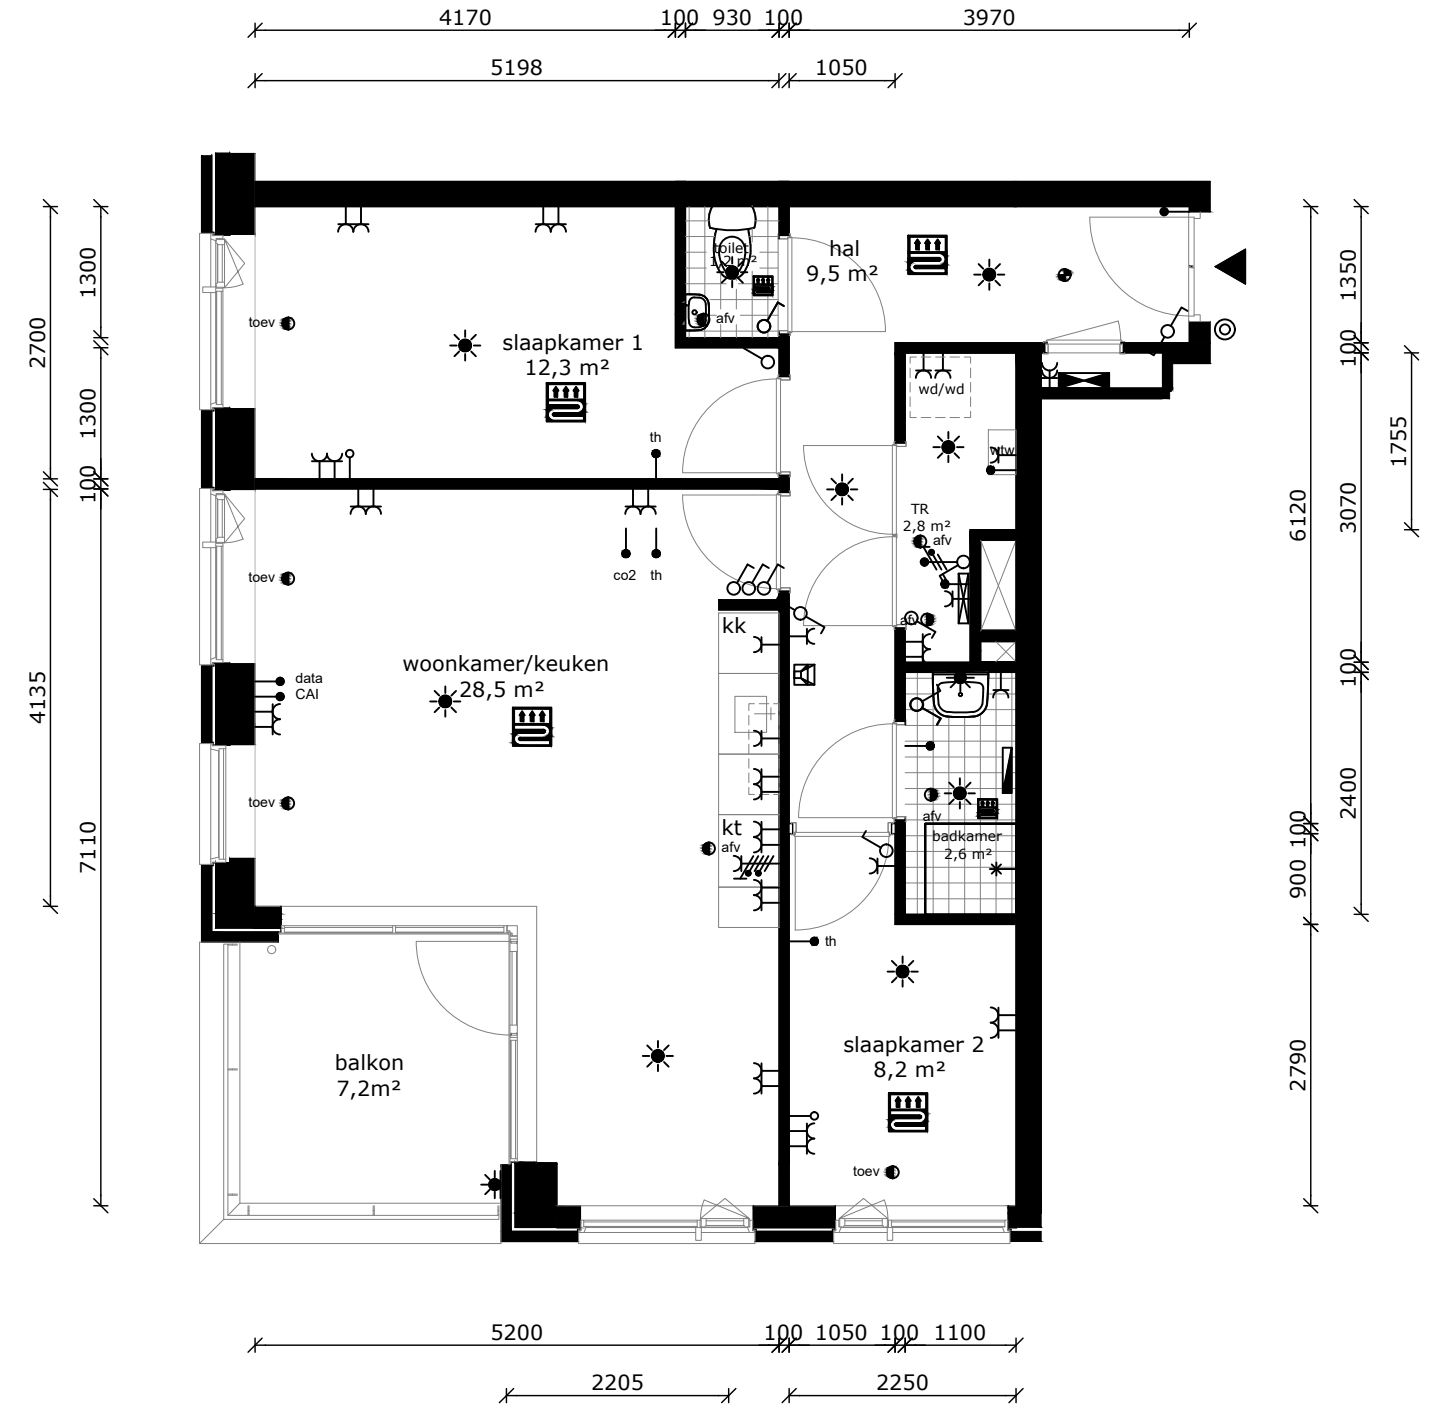 4170
100
930
100
3970
5198
1050
toilet
1,2 m²
hal
9,5 m²
afv
toev
slaapkamer 1
12,3 m²
th
wd/wd
wtw
TR
2,8 m²
afv
afv
toev
co2
th
kk
woonkamer/keuken
28,5 m²
data
CAI
toev
kt
afv
afv
badkamer
2,6 m²
th
slaapkamer 2
8,2 m²
balkon
7,2m²
toev
2700
4135
1300
1300
100
7110
6120
100
900
2790
1350
100
3070
100
2400
1755
5200
100
1050
100
1100
2205
2250